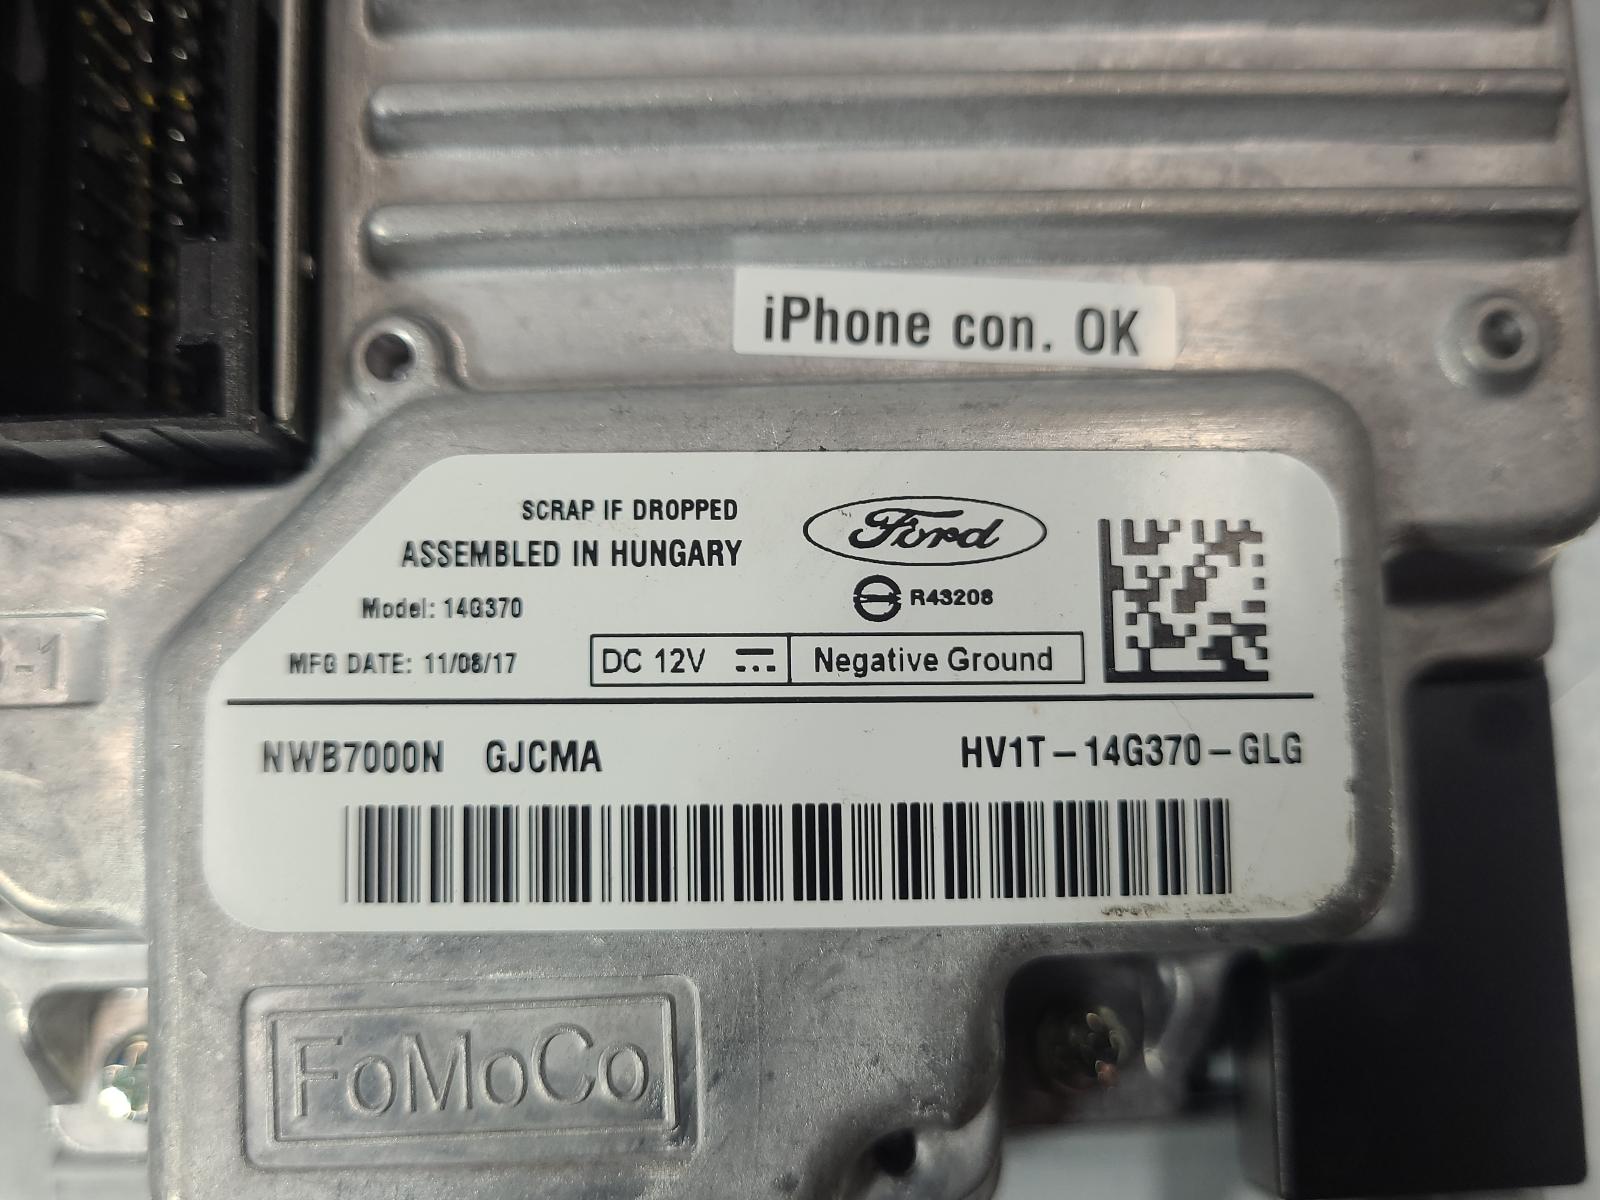 iPhone con. OK
SCRAP IF DROPPED
ASSEMBLED IN HUNGARY
Model: 14G370
MFG DATE: 11/08/17
Ford
R43208
DC 12V
Negative Ground
NWB7000N GJCMA
HV1T-14G370-GLG
FoMoCo